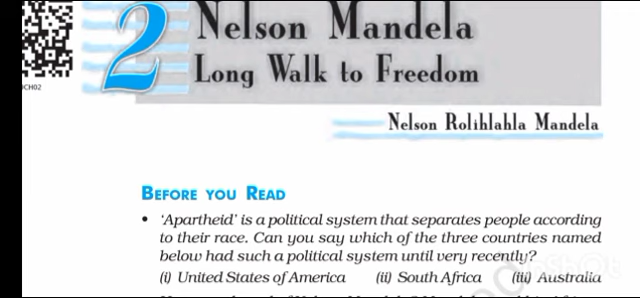 2
Nelson Mandela
Long Walk to Freedom
Nelson Rolihlahla Mandela
BEFORE YOU READ
• 'Apartheid' is a political system that separates people according
to their race. Can you say which of the three countries named
below had such a political system until very recently?
(i) United States of America (ii) South Africa (iii) Australia